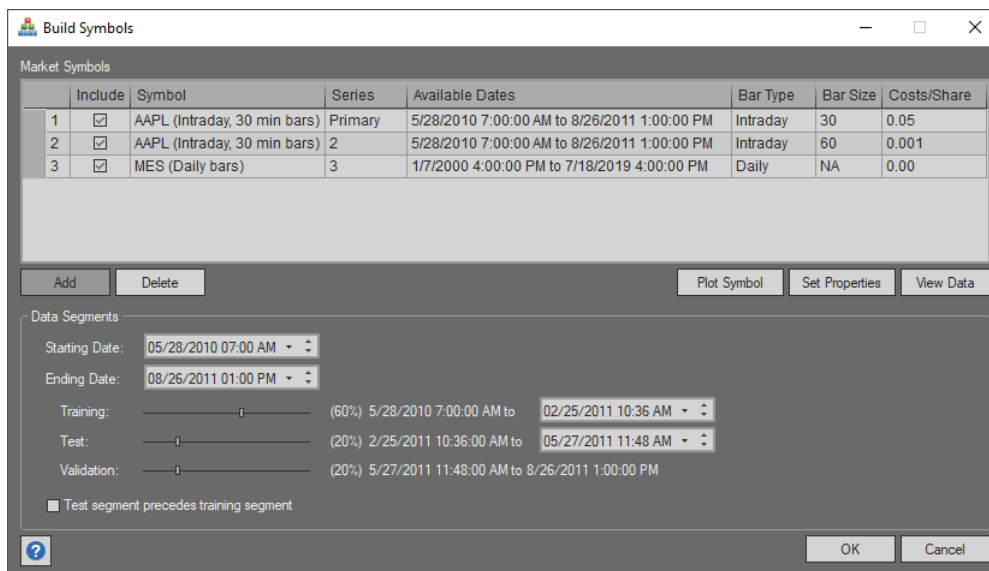 Build Symbols
Market Symbols
Include Symbol Series Available Dates Bar Type Bar Size Costs/Share
1 AAPL (Intraday, 30 min bars) Primary 5/28/2010 7:00:00 AM to 8/26/2011 1:00:00 PM Intraday 30 0.05
2 AAPL (Intraday, 30 min bars) 2 5/28/2010 7:00:00 AM to 8/26/2011 1:00:00 PM Intraday 60 0.001
3 MES (Daily bars) 3 1/7/2000 4:00:00 PM to 7/18/2019 4:00:00 PM Daily NA 0.00
Add Delete Plot Symbol Set Properties View Data
Data Segments
Starting Date: 05/28/2010 07:00 AM
Ending Date: 08/26/2011 01:00 PM
Training: (60%) 5/28/2010 7:00:00 AM to 02/25/2011 10:36 AM
Test: (20%) 2/25/2011 10:36:00 AM to 05/27/2011 11:48 AM
Validation: (20%) 5/27/2011 11:48:00 AM to 8/26/2011 1:00:00 PM
Test segment precedes training segment
? OK Cancel